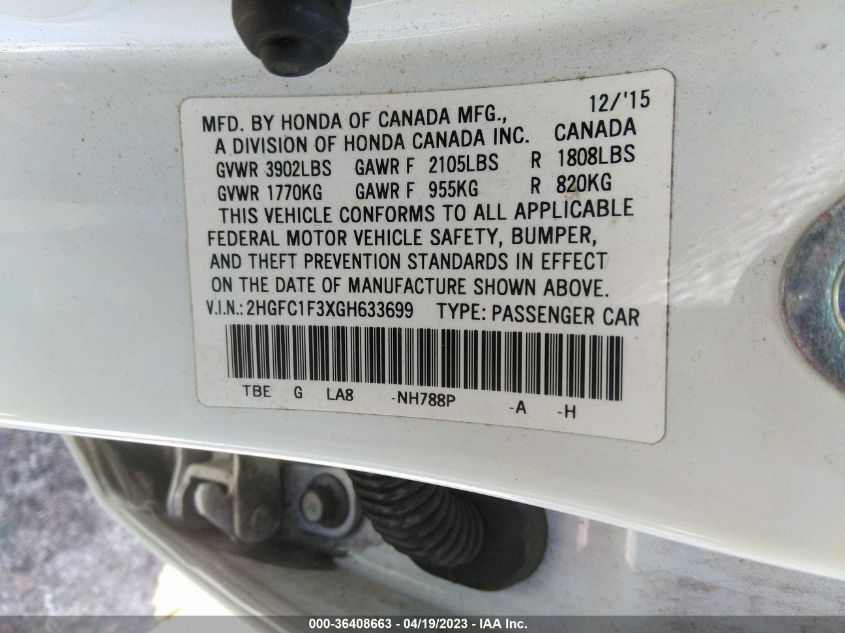 12/'15
MFD. BY HONDA OF CANADA MFG.,
A DIVISION OF HONDA CANADA INC. CANADA
GVWR 3902LBS GAWR F 2105LBS R 1808LBS
GVWR 1770KG GAWR F 955KG R 820KG
THIS VEHICLE CONFORMS TO ALL APPLICABLE
FEDERAL MOTOR VEHICLE SAFETY, BUMPER,
AND THEFT PREVENTION STANDARDS IN EFFECT
ON THE DATE OF MANUFACTURE SHOWN ABOVE.
V.I.N.: 2HGFC1F3XGH633699 TYPE: PASSENGER CAR
TBE G LA8 -NH788P -A -H
000-36408663 - 04/19/2023 - IAA Inc.